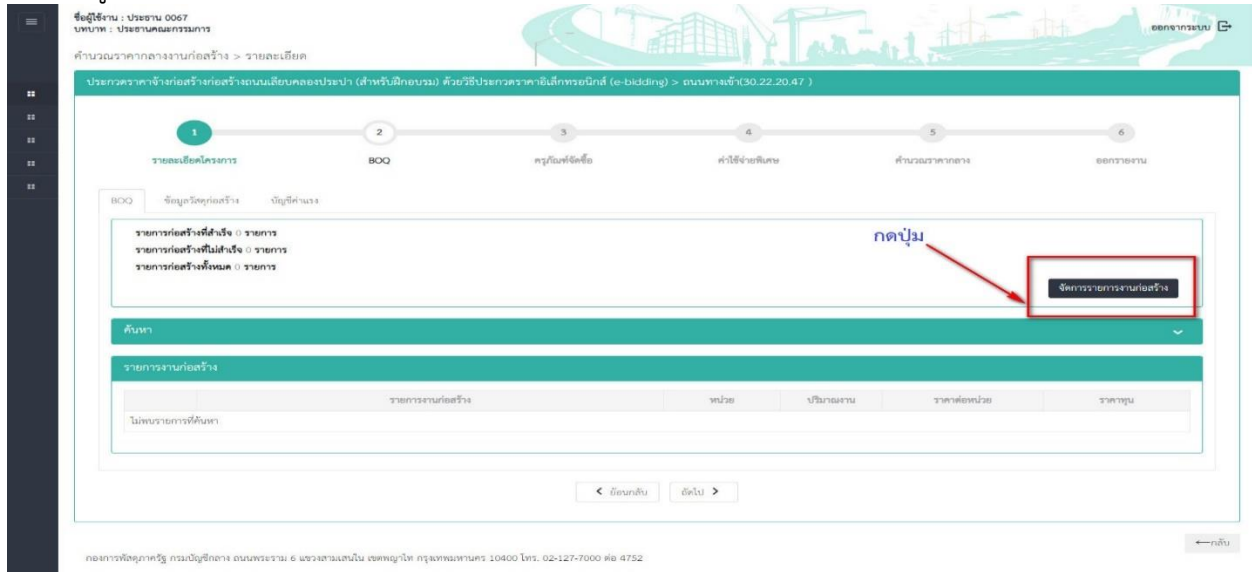 ชื่อผู้ใช้งาน : ประธาน 0067
บทบาท : ประธานคณะกรรมการ
ออกจากระบบ
คำนวณราคากลางงานก่อสร้าง > รายละเอียด
ประกวดราคาจ้างก่อสร้างก่อสร้างถนนเลียบคลองประปา (สำหรับฝึกอบรม) ด้วยวิธีประกวดราคาอิเล็กทรอนิกส์ (e-bidding) > ถนนทางเข้า(30.22.20.47 )
1 2 3 4 5 6
รายละเอียดโครงการ BOQ ครุภัณฑ์จัดซื้อ ค่าใช้จ่ายพิเศษ คำนวณราคากลาง ออกรายงาน
BOQ ข้อมูลวัสดุก่อสร้าง บัญชีค่าแรง
รายการก่อสร้างที่สำเร็จ 0 รายการ
รายการก่อสร้างที่ไม่สำเร็จ 0 รายการ
รายการก่อสร้างทั้งหมด 0 รายการ
กดปุ่ม
จัดการรายการงานก่อสร้าง
ค้นหา
รายการงานก่อสร้าง
รายการงานก่อสร้าง หน่วย ปริมาณงาน ราคาต่อหน่วย ราคาทุน
ไม่พบรายการที่ค้นหา
ย้อนกลับ ถัดไป
กลับ
กองการพัสดุภาครัฐ กรมบัญชีกลาง ถนนพระราม 6 แขวงสามเสนใน เขตพญาไท กรุงเทพมหานคร 10400 โทร. 02-127-7000 ต่อ 4752